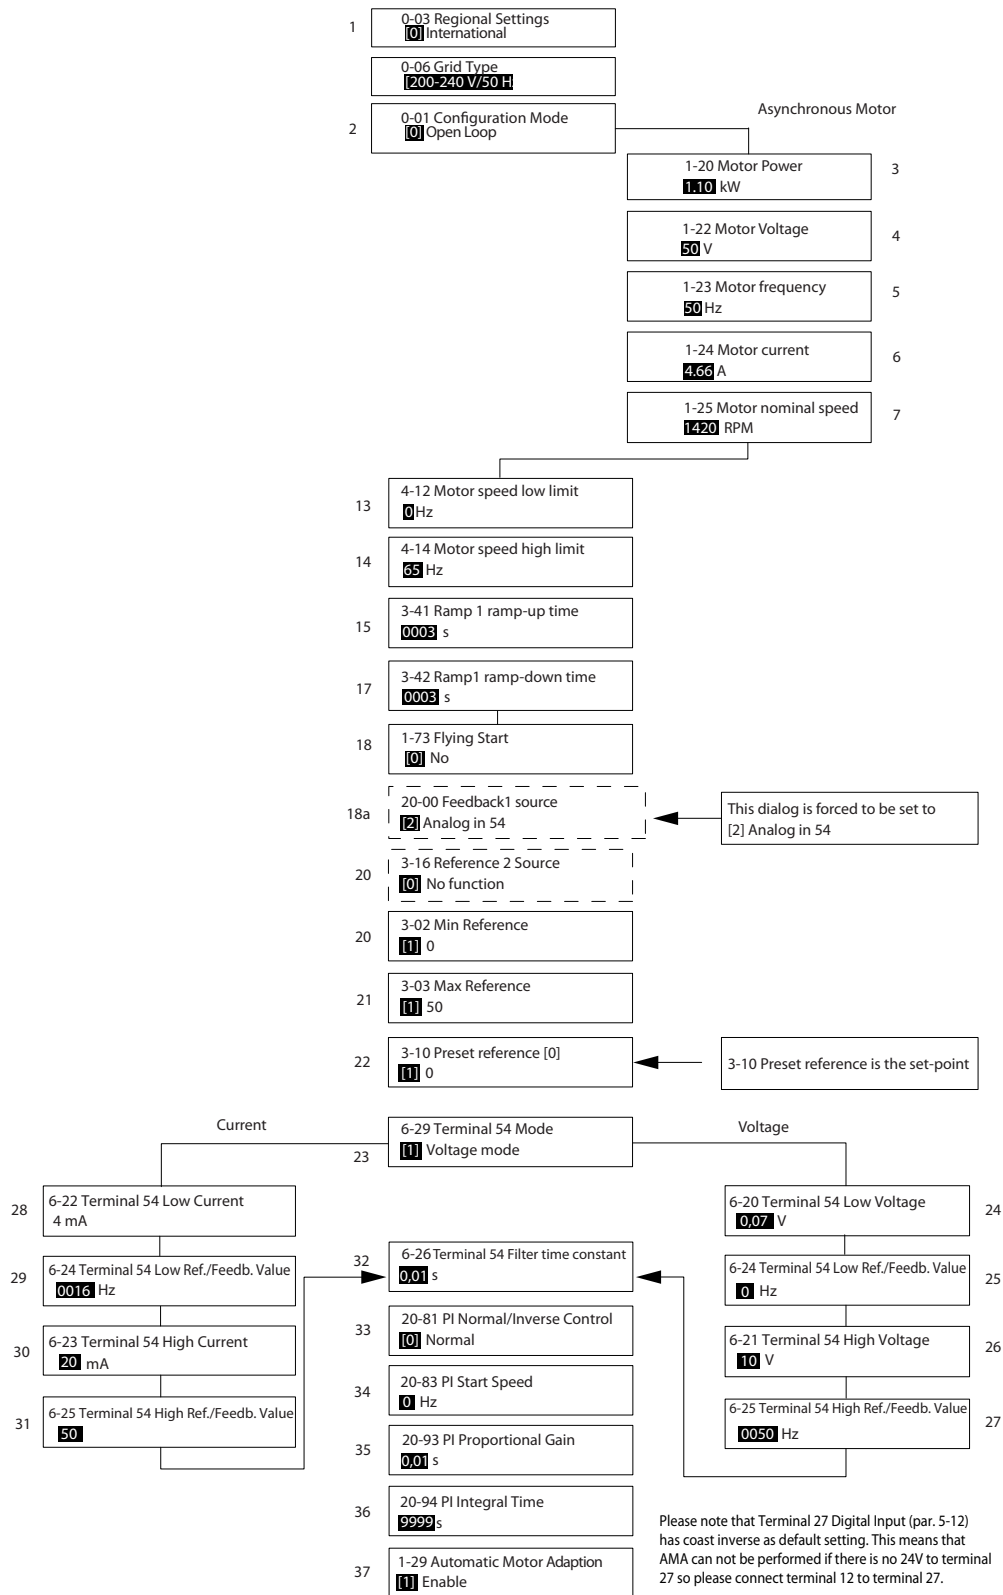 1
0-03 Regional Settings
[0] International
0-06 Grid Type
[200-240 V/50 H
2
0-01 Configuration Mode
[0] Open Loop
Asynchronous Motor
1-20 Motor Power
1.10 kW
3
1-22 Motor Voltage
50 V
4
1-23 Motor frequency
50 Hz
5
1-24 Motor current
4.66 A
6
1-25 Motor nominal speed
1420 RPM
7
13
4-12 Motor speed low limit
0 Hz
14
4-14 Motor speed high limit
65 Hz
15
3-41 Ramp 1 ramp-up time
0003 s
17
3-42 Ramp1 ramp-down time
0003 s
18
1-73 Flying Start
[0] No
18a
20-00 Feedback1 source
[2] Analog in 54
This dialog is forced to be set to
[2] Analog in 54
20
3-16 Reference 2 Source
[0] No function
20
3-02 Min Reference
[1] 0
21
3-03 Max Reference
[1] 50
22
3-10 Preset reference [0]
[1] 0
3-10 Preset reference is the set-point
Current
23
6-29 Terminal 54 Mode
[1] Voltage mode
Voltage
28
6-22 Terminal 54 Low Current
4 mA
29
6-24 Terminal 54 Low Ref./Feedb. Value
0016 Hz
30
6-23 Terminal 54 High Current
20 mA
31
6-25 Terminal 54 High Ref./Feedb. Value
50
6-20 Terminal 54 Low Voltage
0,07 V
24
6-24 Terminal 54 Low Ref./Feedb. Value
0 Hz
25
6-21 Terminal 54 High Voltage
10 V
26
6-25 Terminal 54 High Ref./Feedb. Value
0050 Hz
27
32
6-26 Terminal 54 Filter time constant
0,01 s
33
20-81 PI Normal/Inverse Control
[0] Normal
34
20-83 PI Start Speed
0 Hz
35
20-93 PI Proportional Gain
0,01 s
36
20-94 PI Integral Time
9999 s
37
1-29 Automatic Motor Adaption
[1] Enable
Please note that Terminal 27 Digital Input (par. 5-12)
has coast inverse as default setting. This means that
AMA can not be performed if there is no 24V to terminal
27 so please connect terminal 12 to terminal 27.